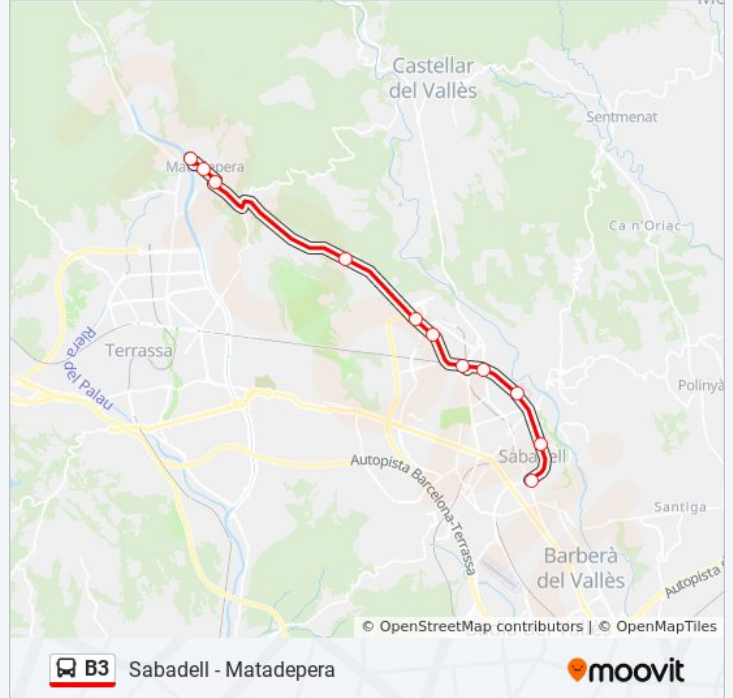 Castellar
del Vallès
Sentmenat
Matadepera
Ca n'Oriac
Terrassa
Riera del Palau
Polinyà
Sabadell
Autopista Barcelona-Terrassa
Santiga
Barberà
del Vallès
Autopista
© OpenStreetMap contributors | © OpenMapTiles
B3 Sabadell - Matadepera
moovit